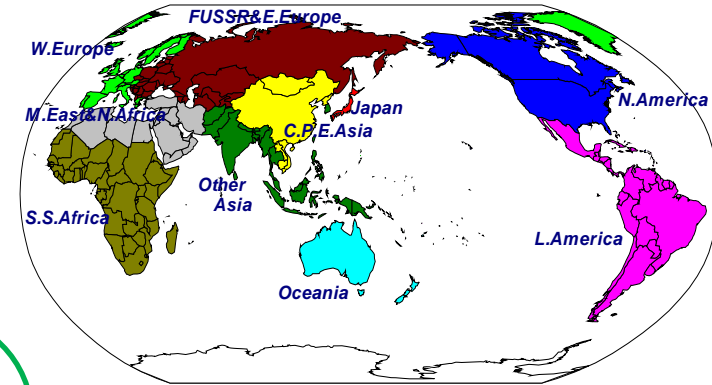 FUSSR&E.Europe
W.Europe
N.America
M.East&N.Africa
Japan
C.P.E.Asia
Other
Asia
S.S.Africa
L.America
Oceania